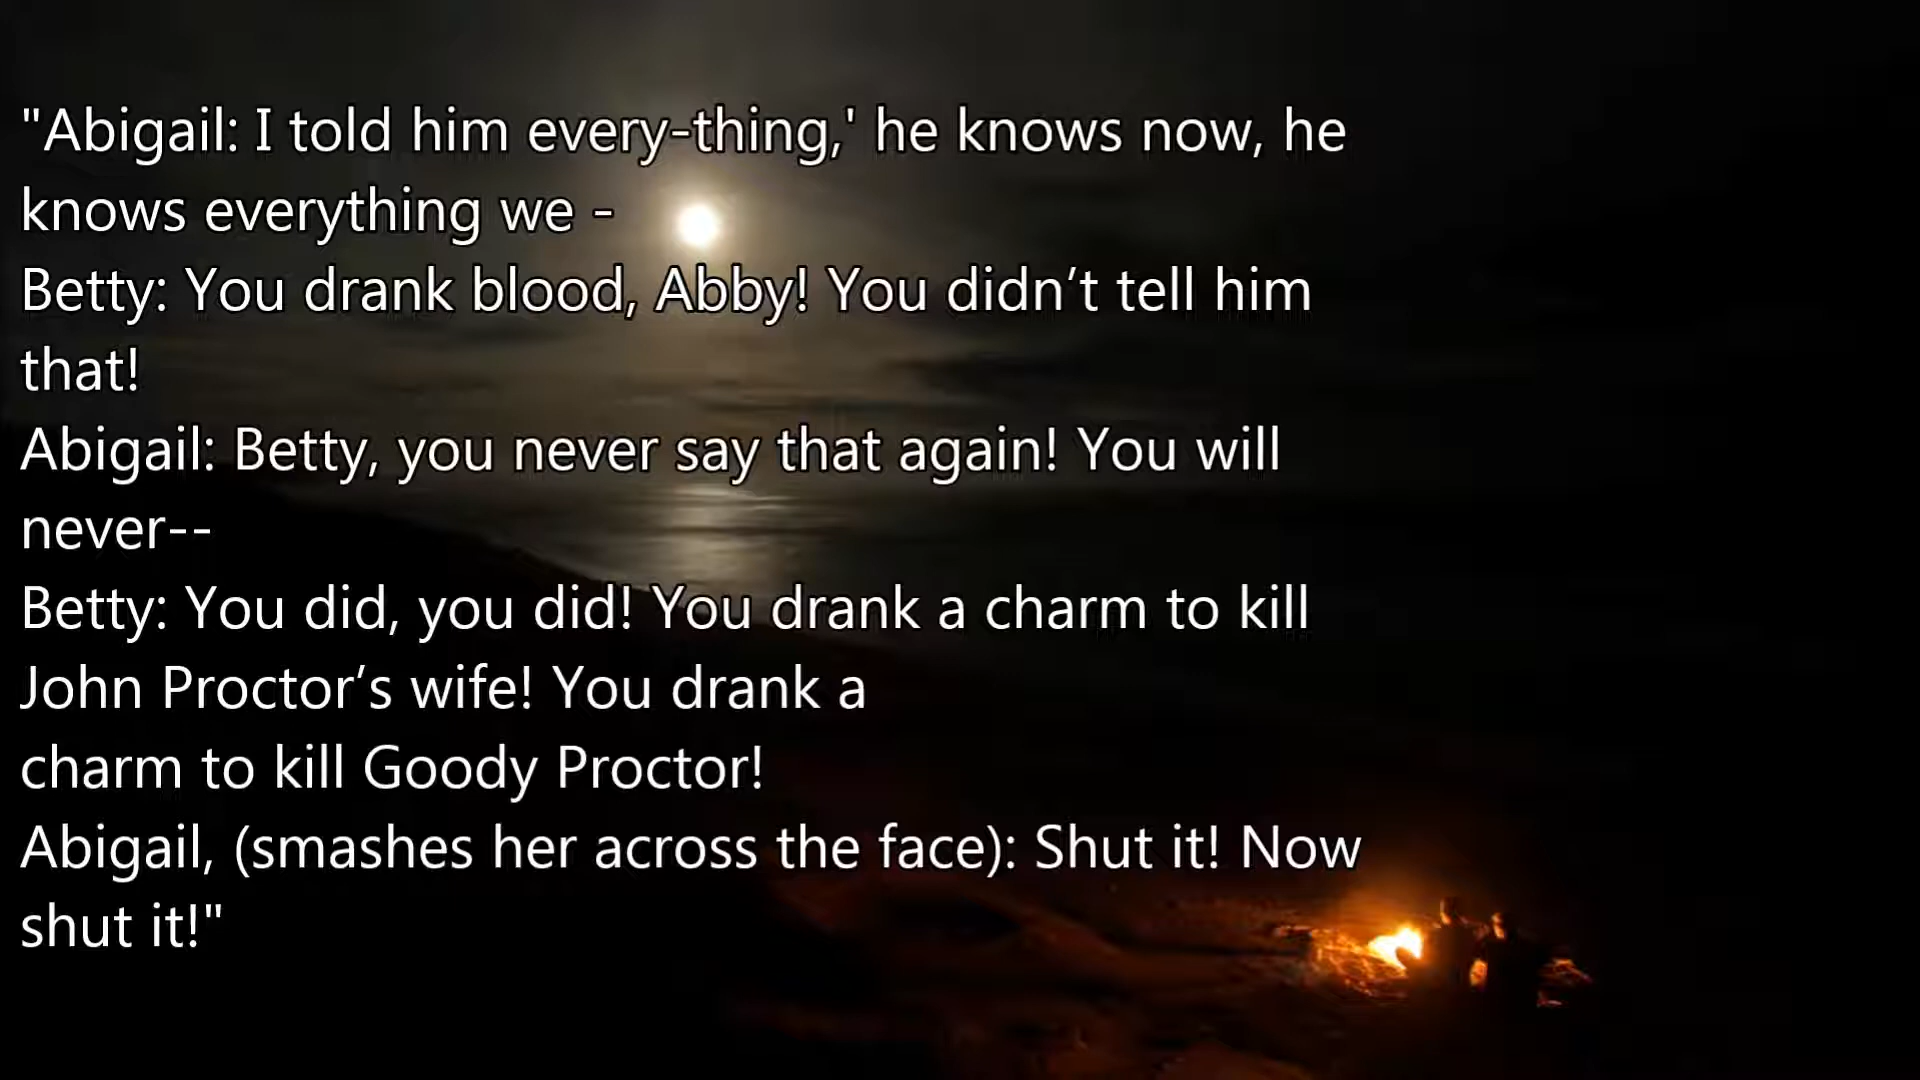 "Abigail: I told him every-thing,' he knows now, he
knows everything we -
Betty: You drank blood, Abby! You didn’t tell him
that!
Abigail: Betty, you never say that again! You will
never--
Betty: You did, you did! You drank a charm to kill
John Proctor’s wife! You drank a
charm to kill Goody Proctor!
Abigail, (smashes her across the face): Shut it! Now
shut it!"